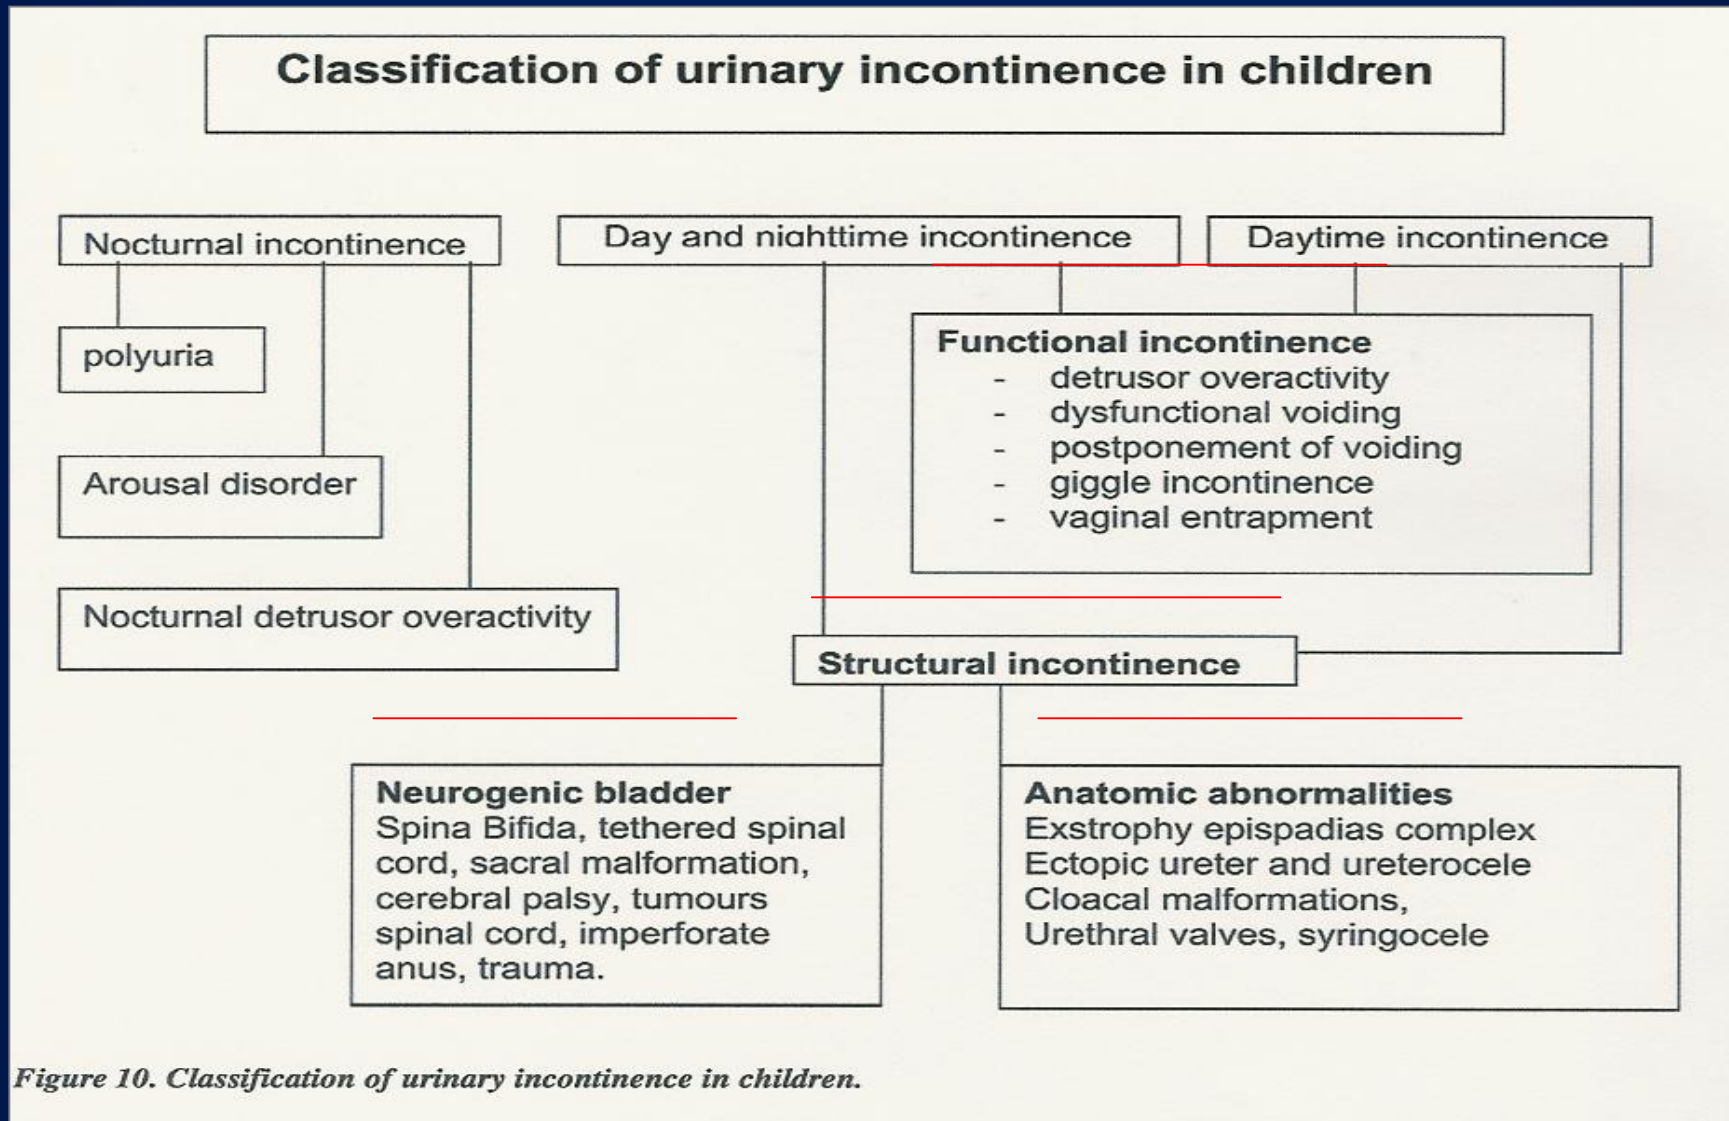 Classification of urinary incontinence in children
Nocturnal incontinence
Day and nighttime incontinence
Daytime incontinence
polyuria
Arousal disorder
Nocturnal detrusor overactivity
Functional incontinence
- detrusor overactivity
- dysfunctional voiding
- postponement of voiding
- giggle incontinence
- vaginal entrapment
Structural incontinence
Neurogenic bladder
Spina Bifida, tethered spinal
cord, sacral malformation,
cerebral palsy, tumours
spinal cord, imperforate
anus, trauma.
Anatomic abnormalities
Exstrophy epispadias complex
Ectopic ureter and ureterocele
Cloacal malformations,
Urethral valves, syringocele
Figure 10. Classification of urinary incontinence in children.